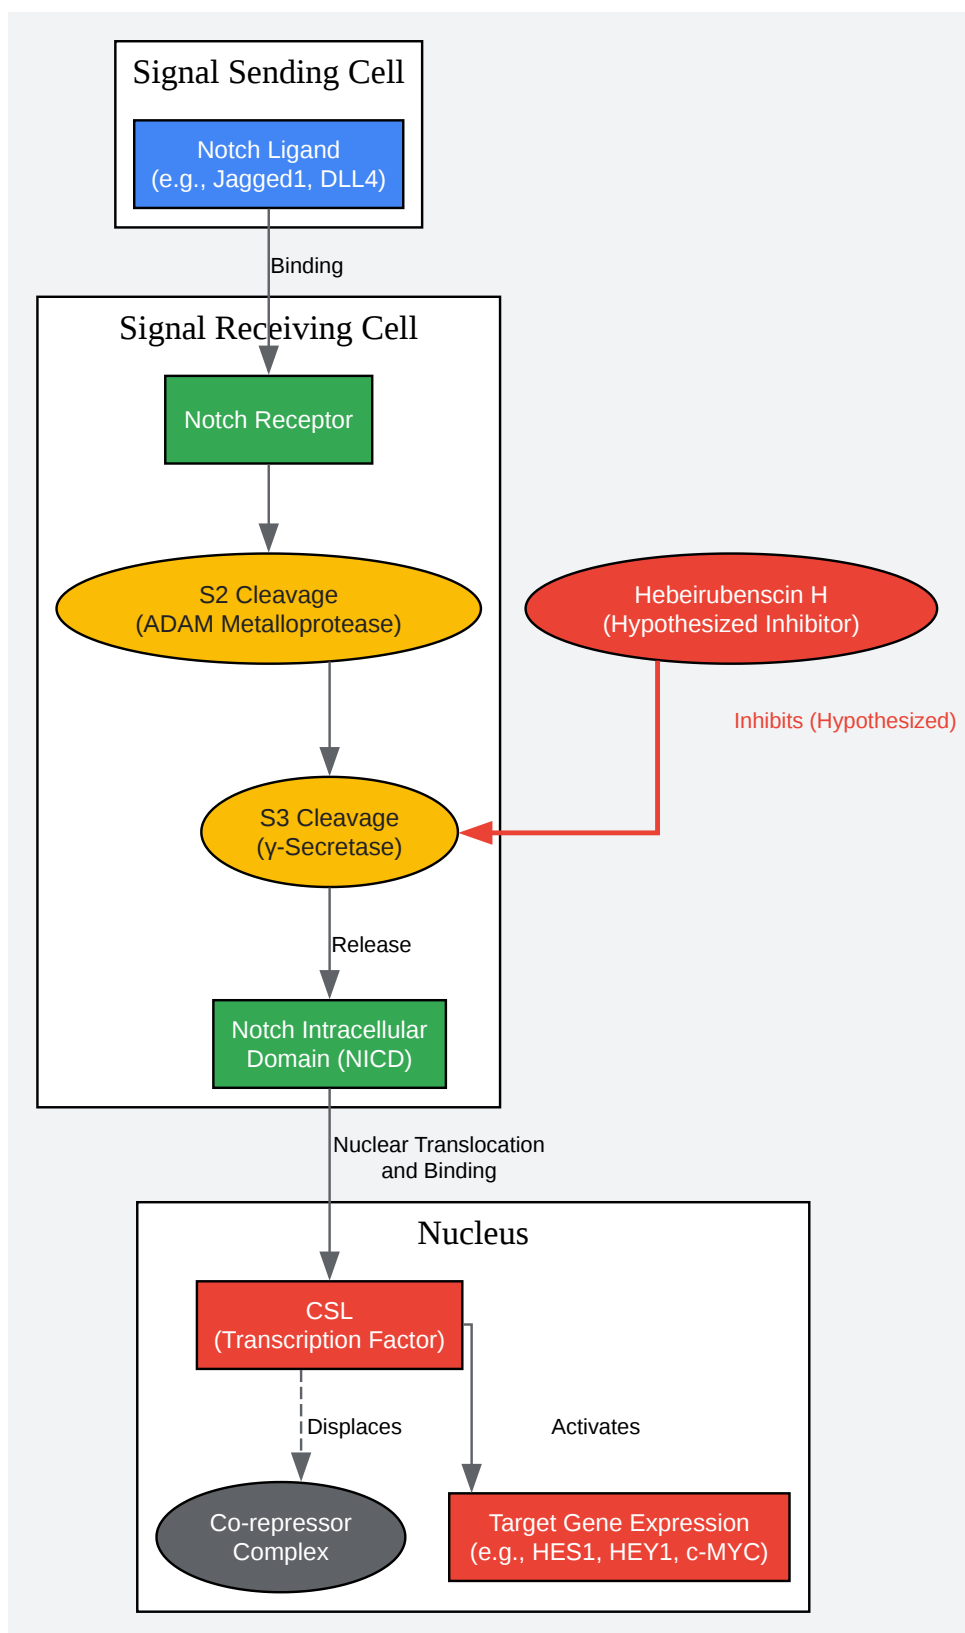 Signal Sending Cell
Notch Ligand
(e.g., Jagged1, DLL4)
Binding
Signal Receiving Cell
Notch Receptor
S2 Cleavage
(ADAM Metalloprotease)
Hebeirubenscin H
(Hypothesized Inhibitor)
Inhibits (Hypothesized)
S3 Cleavage
(γ-Secretase)
Release
Notch Intracellular
Domain (NICD)
Nuclear Translocation
and Binding
Nucleus
CSL
(Transcription Factor)
Displaces
Activates
Co-repressor
Complex
Target Gene Expression
(e.g., HES1, HEY1, c-MYC)